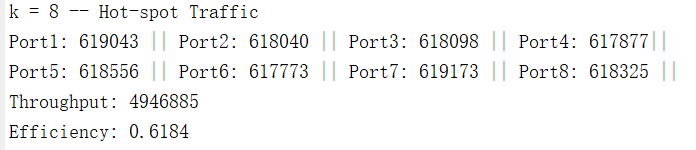 k = 8 -- Hot-spot Traffic
Port1: 619043 || Port2: 618040 || Port3: 618098 || Port4: 617877||
Port5: 618556 || Port6: 617773 || Port7: 619173 || Port8: 618325 ||
Throughput: 4946885
Efficiency: 0.6184